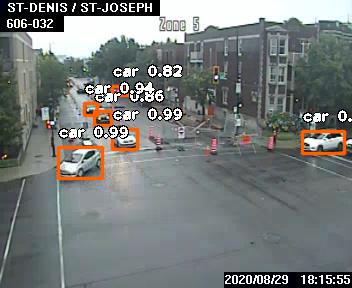 ST-DENIS / ST-JOSEPH
606-032
Zone 5
car 0.82
car 0.94
car 0.86
car 0.99
car 0.99
car 0.
2020/08/29 18:15:55